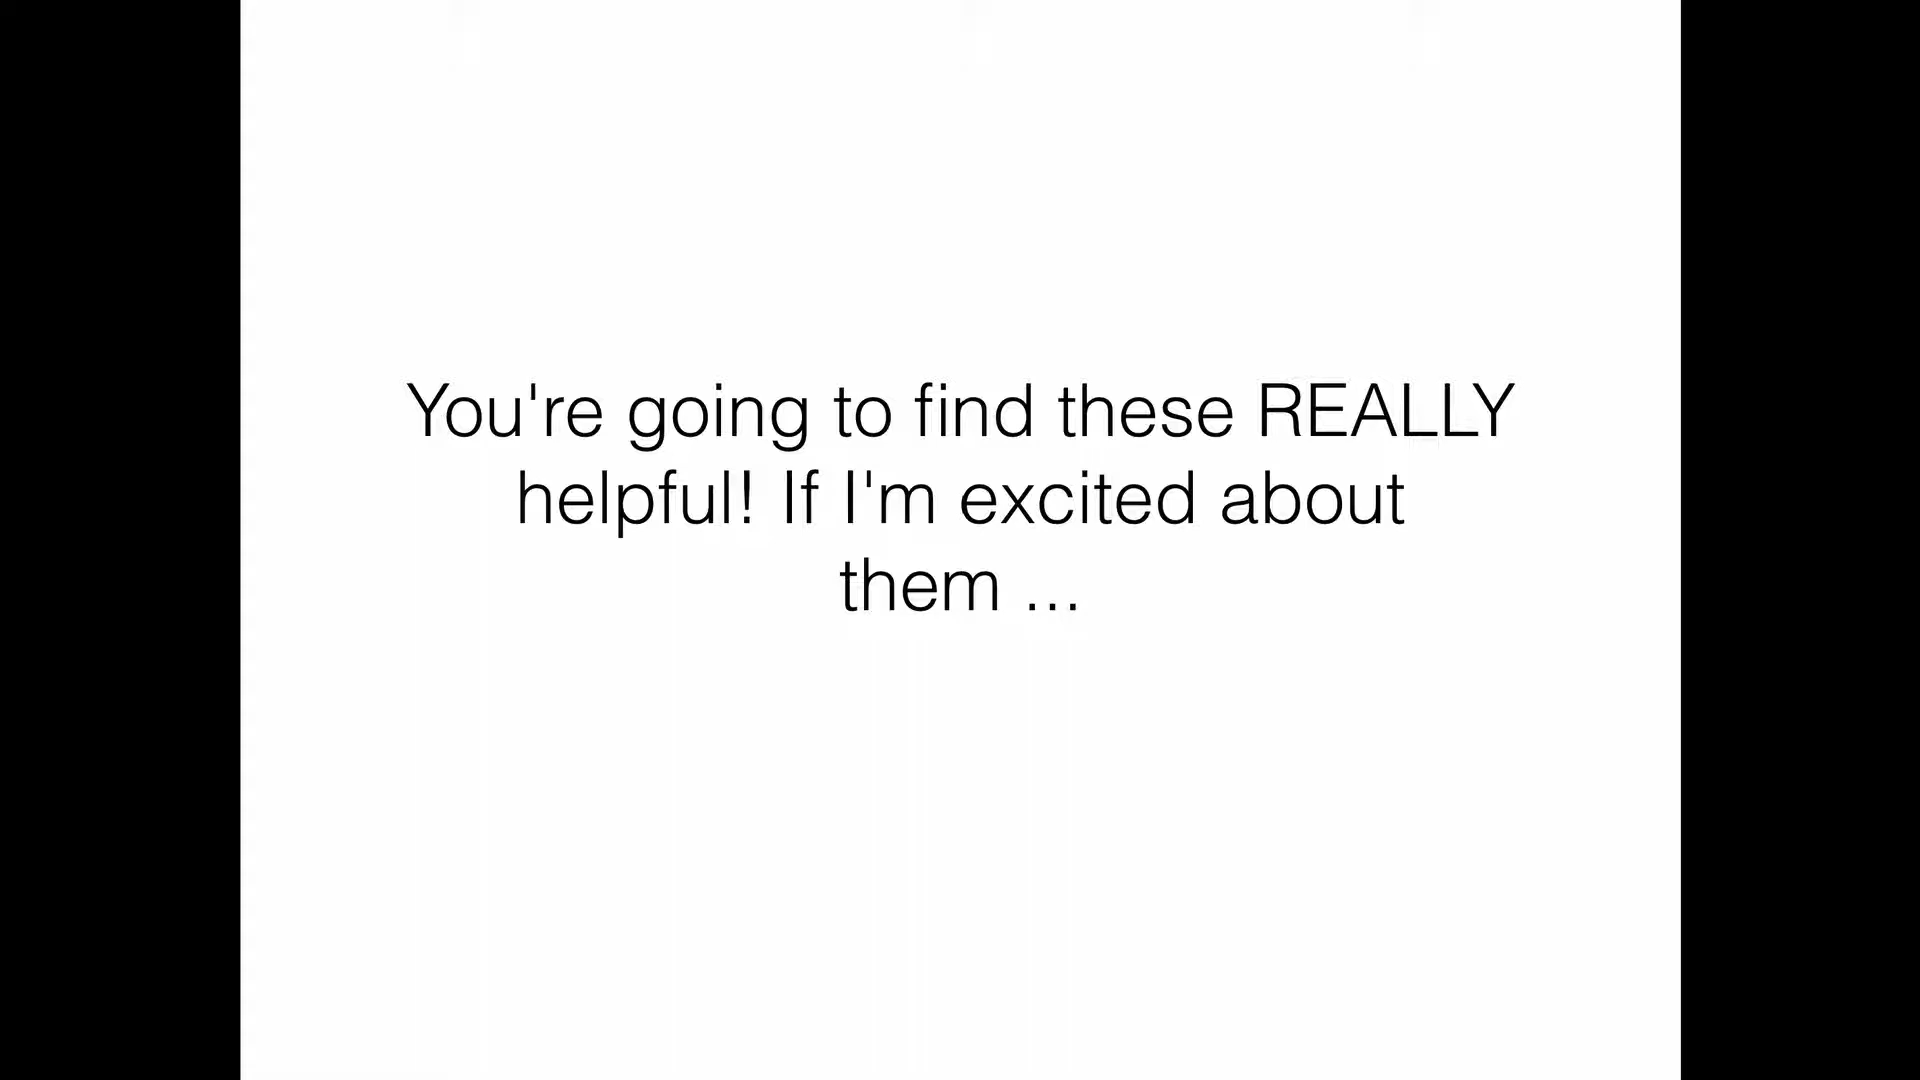 You're going to find these REALLY
helpful! If I'm excited about
them ...